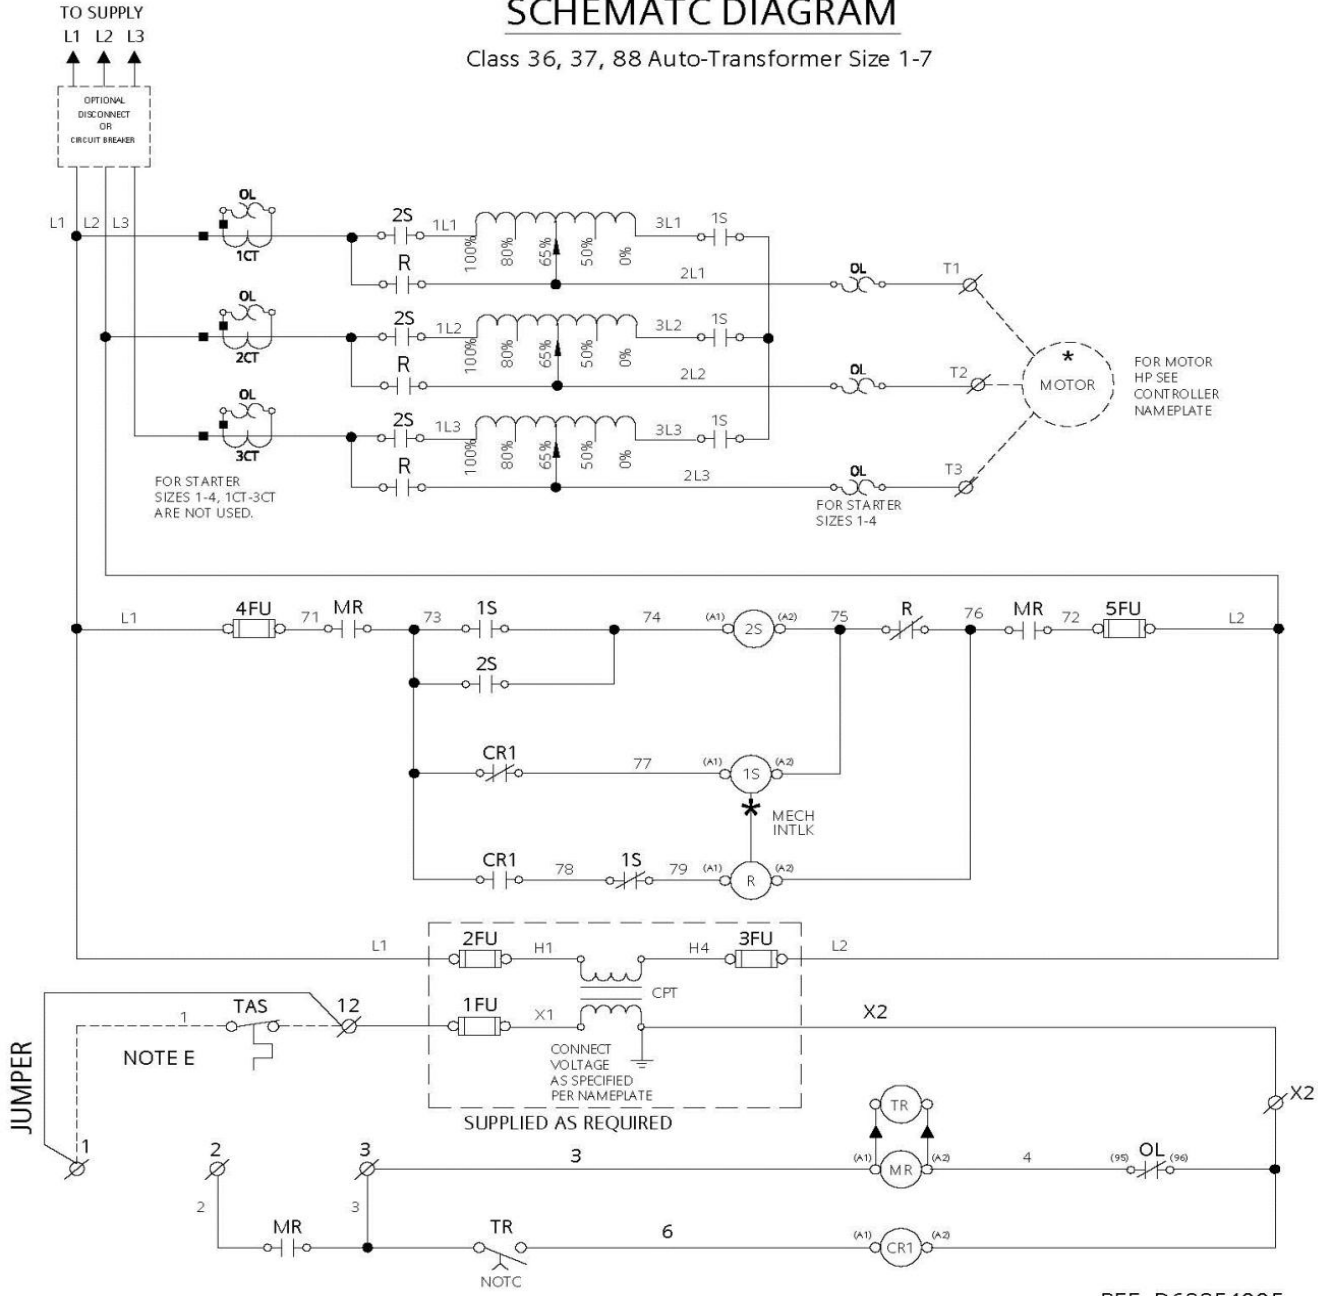 TO SUPPLY
L1 L2 L3
SCHEMATC DIAGRAM
Class 36, 37, 88 Auto-Transformer Size 1-7
OPTIONAL
DISCONNECT
OR
CIRCUIT BREAKER
L1 L2 L3
OL
1CT
2S
1L1
100%
80%
65%
50%
0%
3L1
1S
R
2L1
OL
T1
OL
2CT
2S
1L2
100%
80%
65%
50%
0%
3L2
1S
R
2L2
OL
T2
*
MOTOR
FOR MOTOR
HP SEE
CONTROLLER
NAMEPLATE
OL
3CT
2S
1L3
100%
80%
65%
50%
0%
3L3
1S
R
2L3
OL
T3
FOR STARTER
SIZES 1-4, 1CT-3CT
ARE NOT USED.
FOR STARTER
SIZES 1-4
L1 4FU 71 MR 73 1S 74 (A1) 2S (A2) 75 R 76 MR 72 5FU L2
2S
CR1 77 (A1) 1S (A2)
*
MECH
INTLK
CR1 78 1S 79 (A1) R (A2)
L1 2FU H1 H4 3FU L2
CPT
1 TAS 12 1FU X1 X2
NOTE E
CONNECT
VOLTAGE
AS SPECIFIED
PER NAMEPLATE
SUPPLIED AS REQUIRED
JUMPER
TR
X2
1 2 3 3 (A1) MR (A2) 4 (95) OL (96)
2 3
MR TR 6 (A1) CR1 (A2)
NOTC